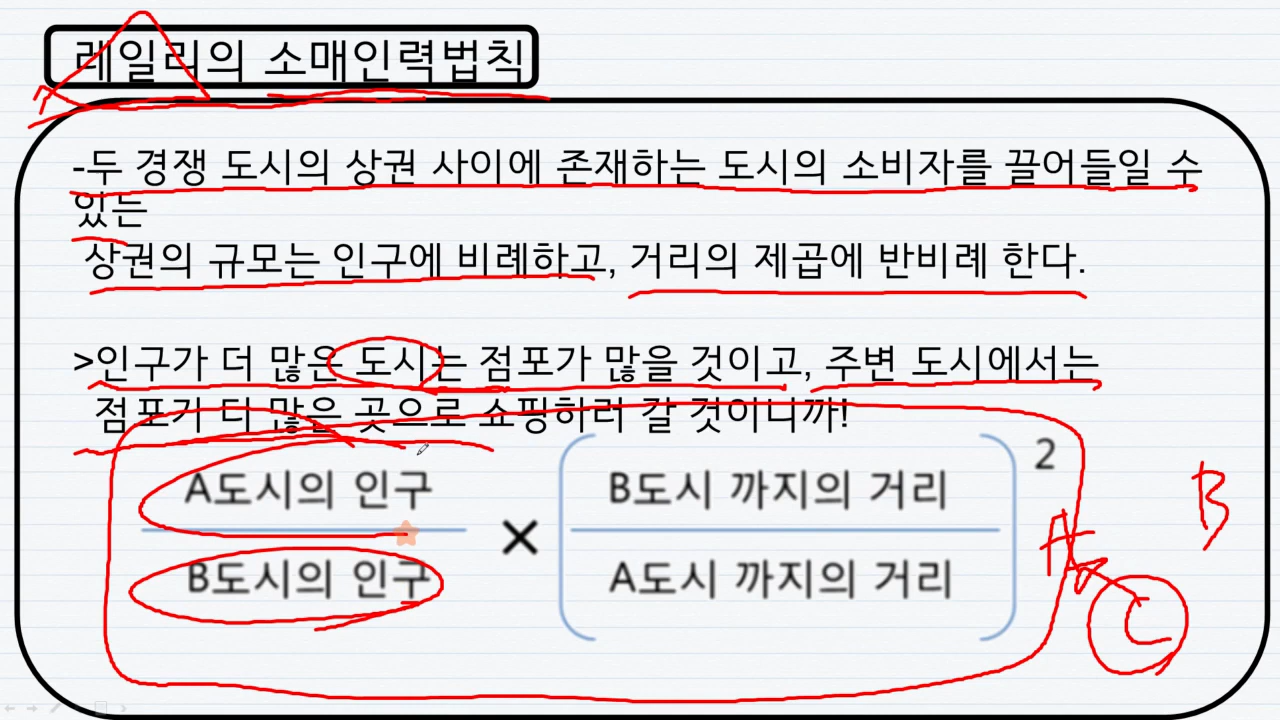 레일리의 소매인력법칙
-두 경쟁 도시의 상권 사이에 존재하는 도시의 소비자를 끌어들일 수
있든
상권의 규모는 인구에 비례하고, 거리의 제곱에 반비례 한다.
>인구가 더 많은 도시는 점포가 많을 것이고, 주변 도시에서는
점포가 더 많은 곳으로 쇼핑하러 갈 것이니까!
A도시의 인구
B도시의 인구
×
B도시 까지의 거리
A도시 까지의 거리
2
A
B
C